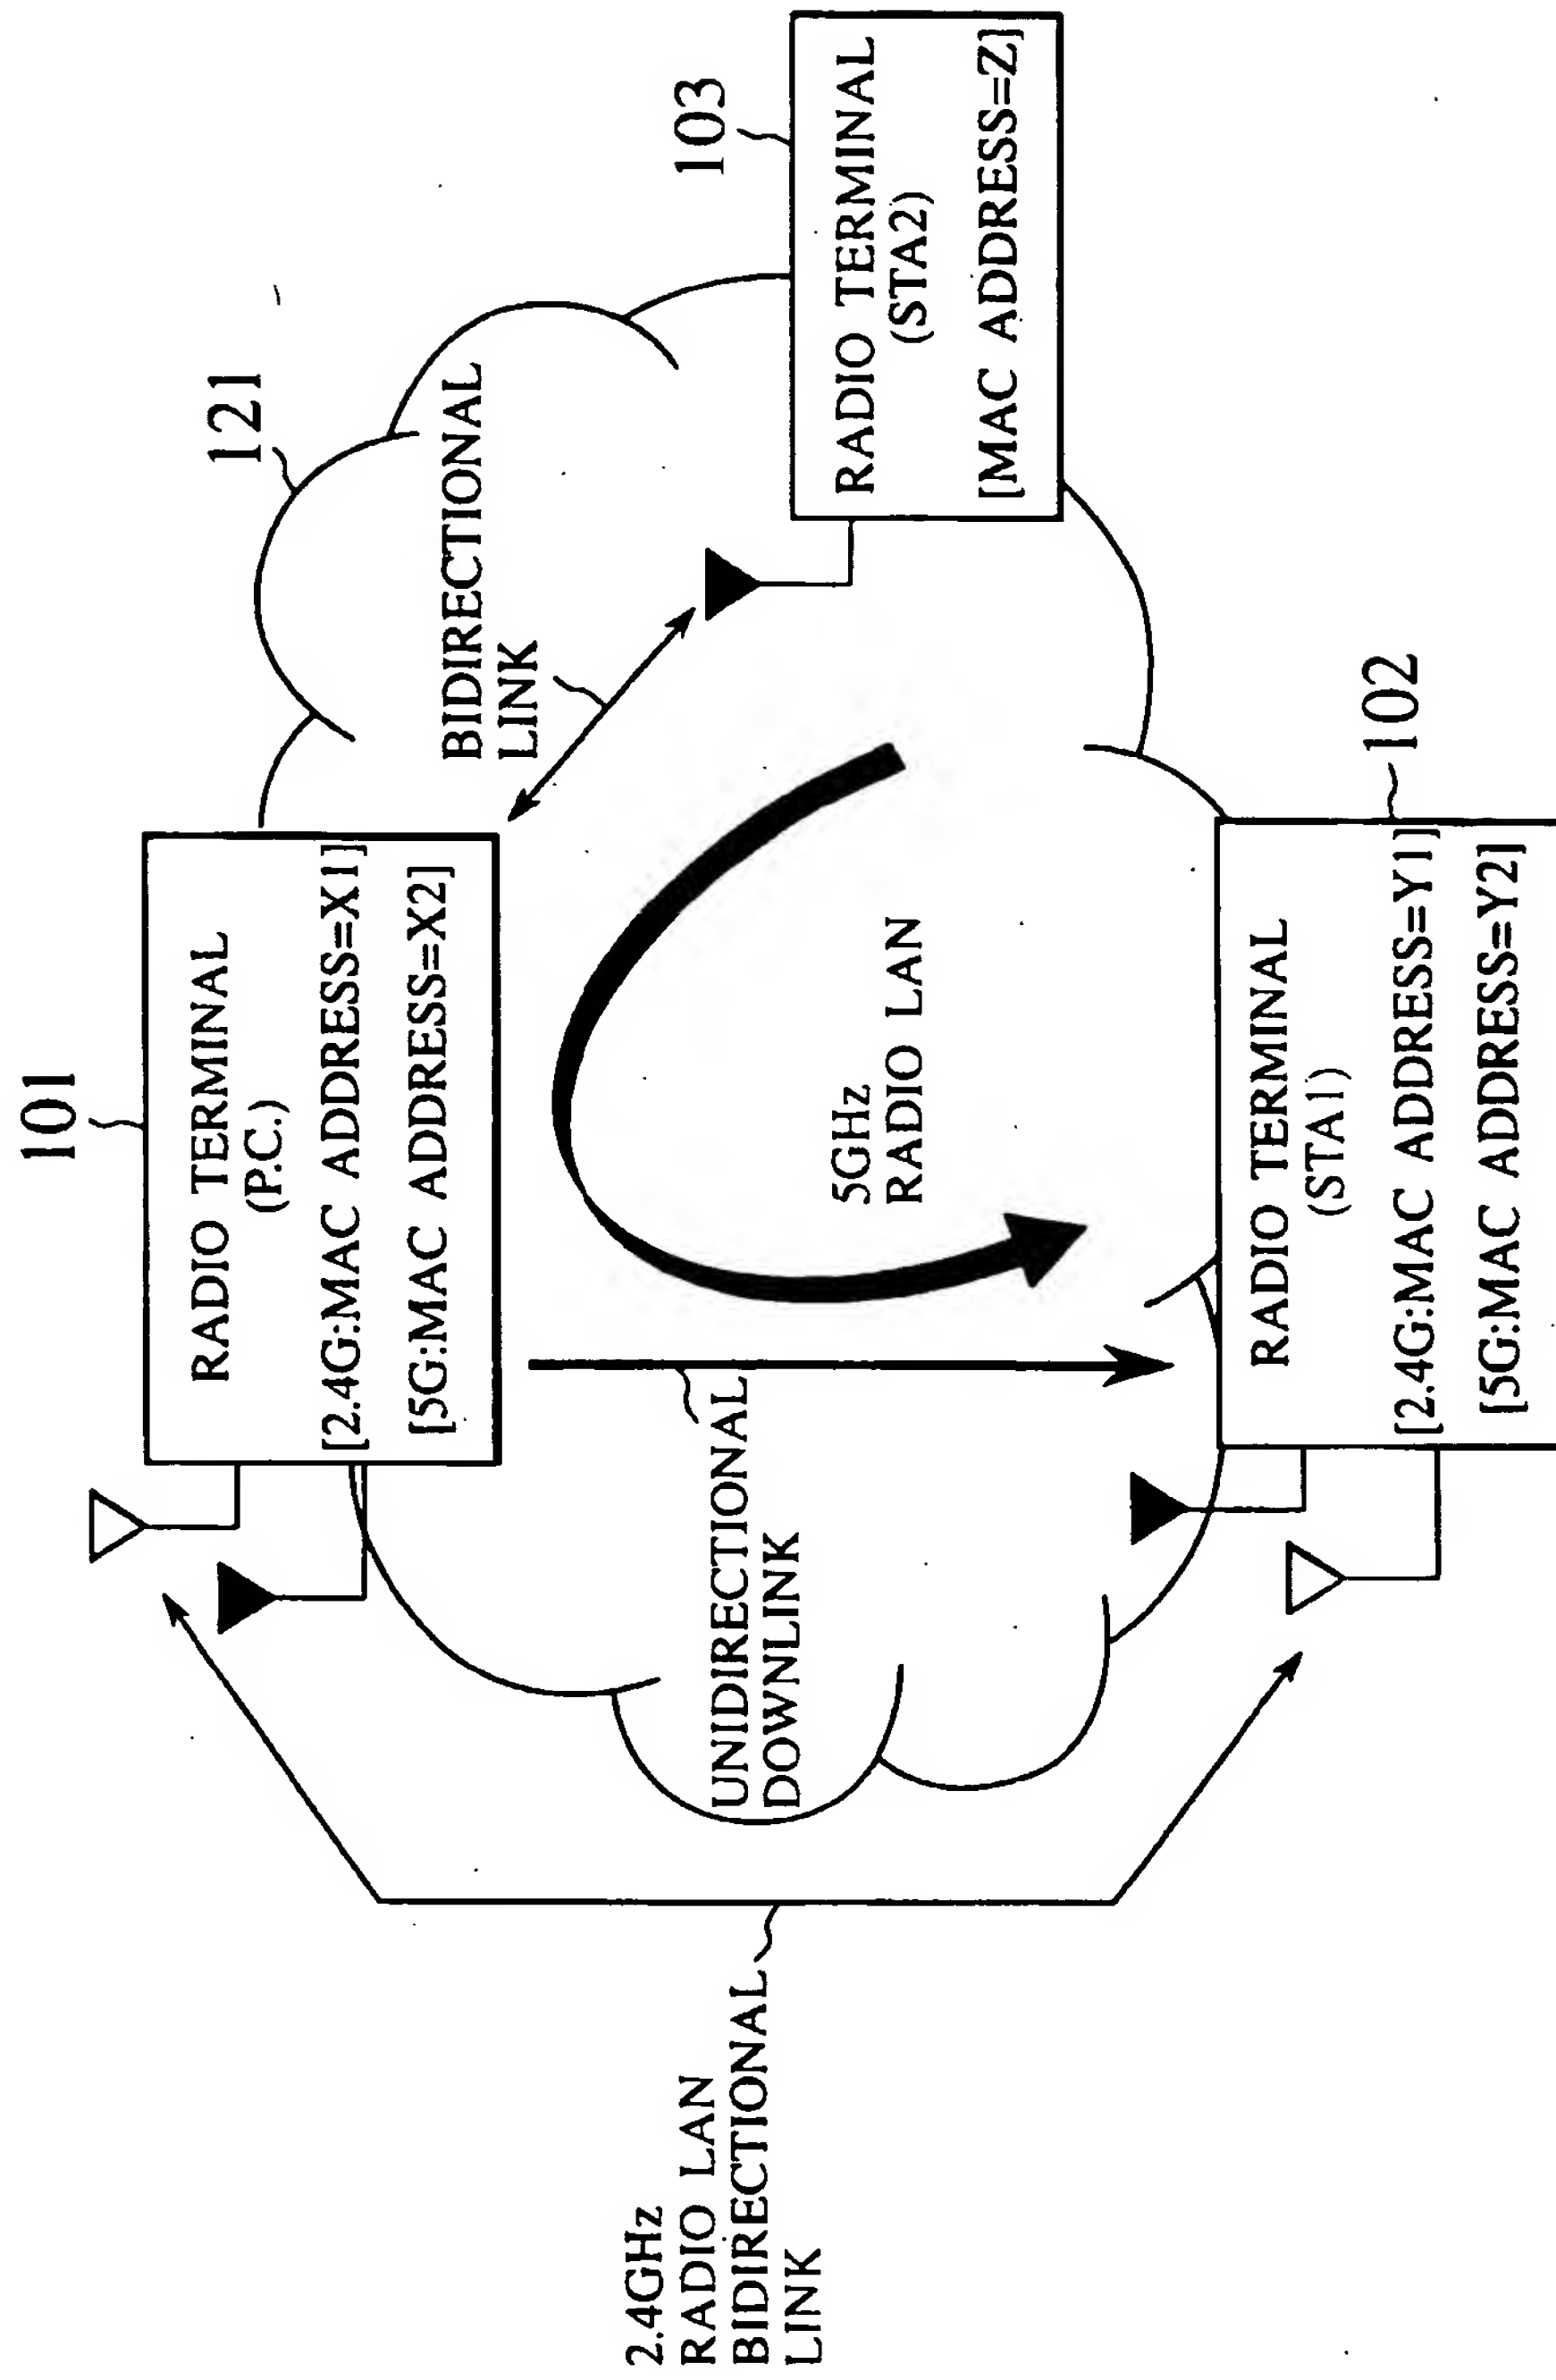 101
RADIO TERMINAL
(P.C.)
[2.4G:MAC ADDRESS=X1]
[5G:MAC ADDRESS=X2]
121
BIDIRECTIONAL
LINK
103
RADIO TERMINAL
(STA2)
[MAC ADDRESS=Z]
2.4GHz
RADIO LAN
BIDIRECTIONAL
LINK
UNIDIRECTIONAL
DOWNLINK
5GHz
RADIO LAN
102
RADIO TERMINAL
(STA1)
[2.4G:MAC ADDRESS=Y1]
[5G:MAC ADDRESS=Y2]